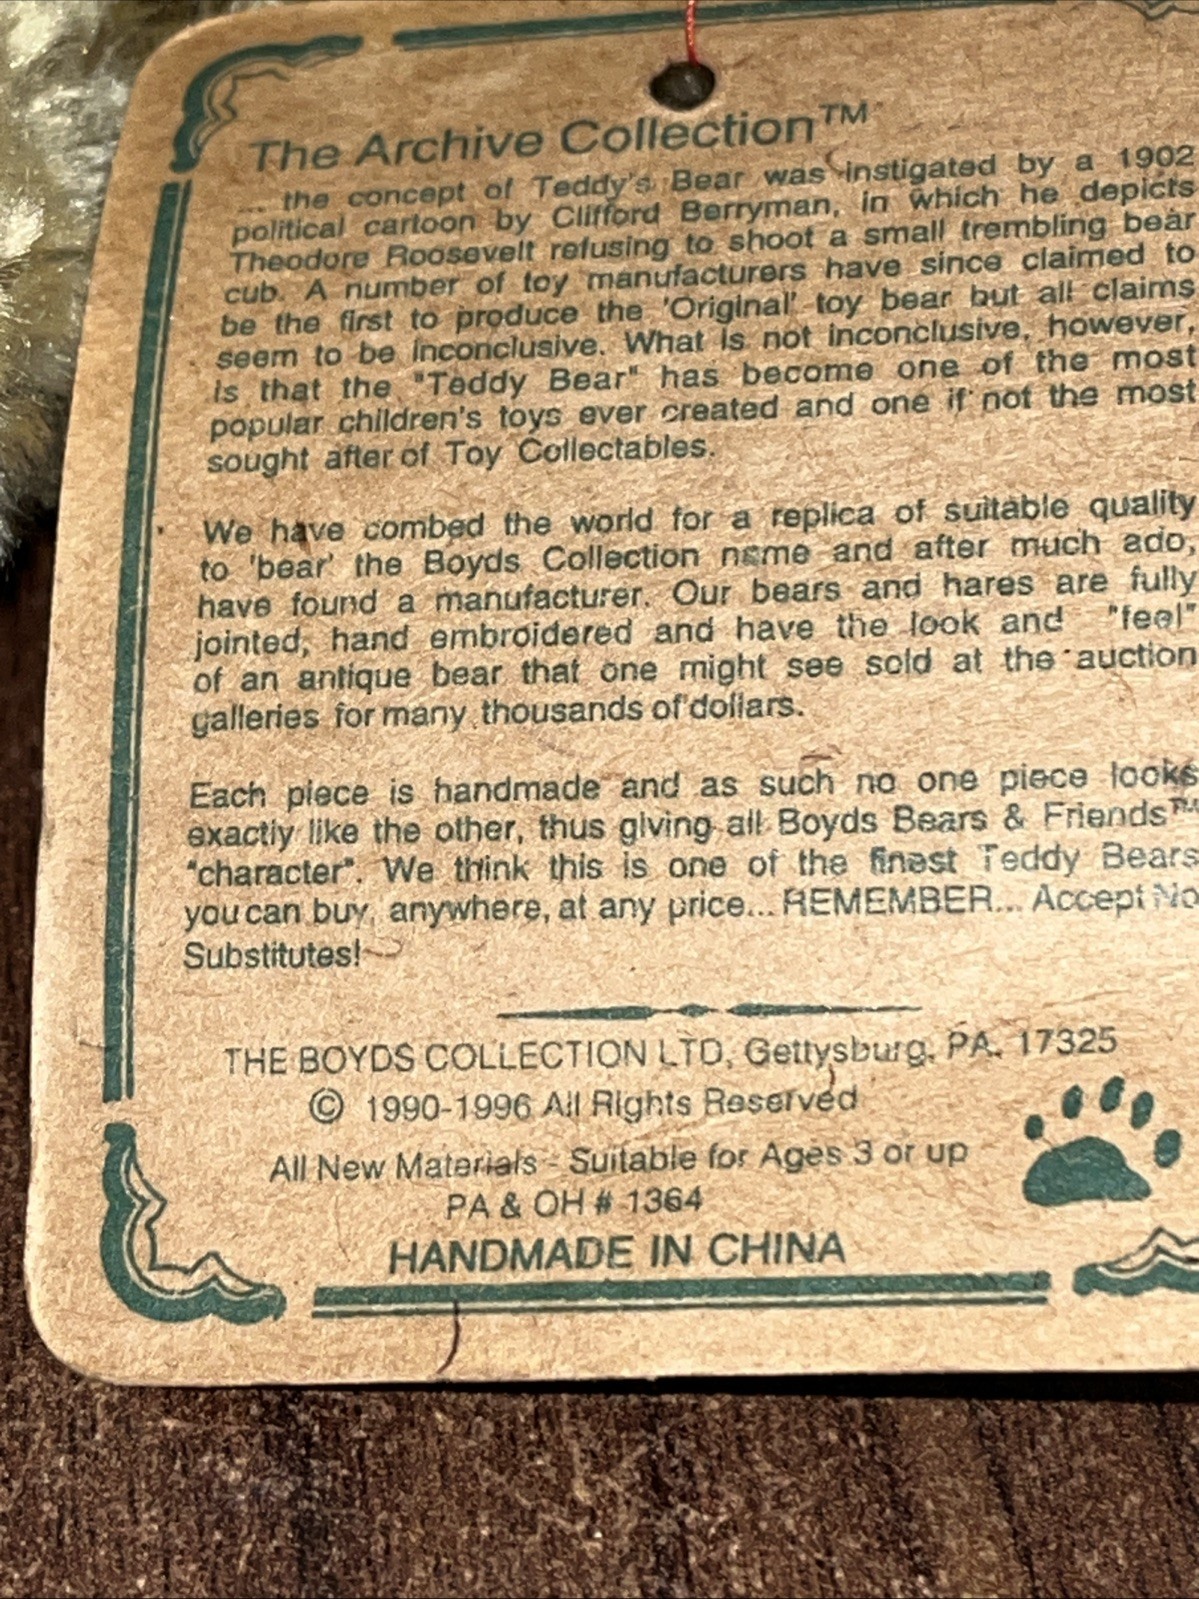 The Archive Collection™
... the concept of Teddy's Bear was instigated by a 1902
political cartoon by Clifford Berryman, in which he depicts
Theodore Roosevelt refusing to shoot a small trembling bear
cub. A number of toy manufacturers have since claimed to
be the first to produce the 'Original' toy bear but all claims
seem to be inconclusive. What is not inconclusive, however,
is that the "Teddy Bear" has become one of the most
popular children's toys ever created and one if not the most
sought after of Toy Collectables.
We have combed the world for a replica of suitable quality
to 'bear' the Boyds Collection name and after much ado,
have found a manufacturer. Our bears and hares are fully
jointed, hand embroidered and have the look and "feel"
of an antique bear that one might see sold at the auction
galleries for many thousands of dollars.
Each piece is handmade and as such no one piece looks
exactly like the other, thus giving all Boyds Bears & Friends™
"character". We think this is one of the finest Teddy Bears
you can buy, anywhere, at any price... REMEMBER... Accept No
Substitutes!
THE BOYDS COLLECTION LTD, Gettysburg, PA. 17325
© 1990-1996 All Rights Reserved
All New Materials - Suitable for Ages 3 or up
PA & OH # 1364
HANDMADE IN CHINA